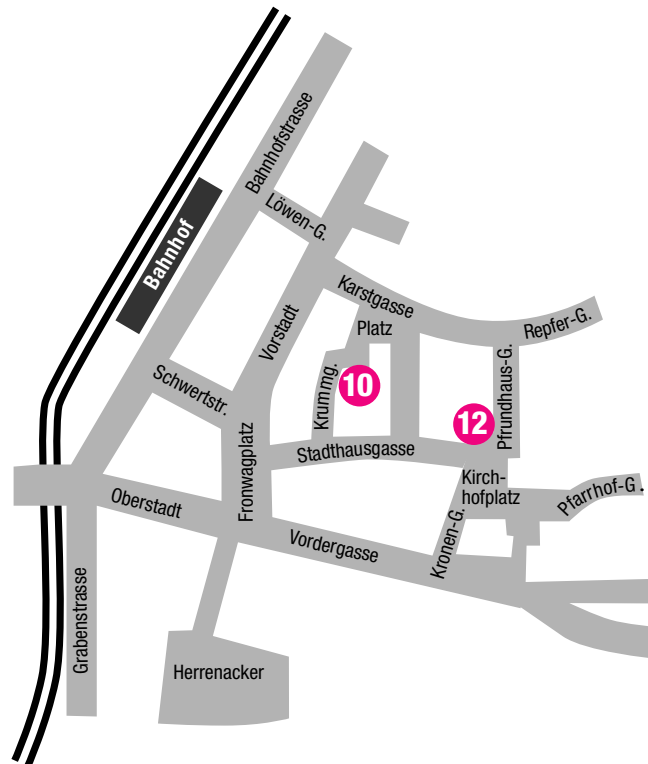 Bahnhofstrasse
Löwen-G.
Bahnhof
Karstgasse
Repfer-G.
Platz
Vorstadt
Schwertstr.
Krummg.
10
12
Pfrundhaus-G.
Stadthausgasse
Fronwagplatz
Kirch-
hofplatz
Pfarrhof-G.
Oberstadt
Vordergasse
Kronen-G.
Grabenstrasse
Herrenacker